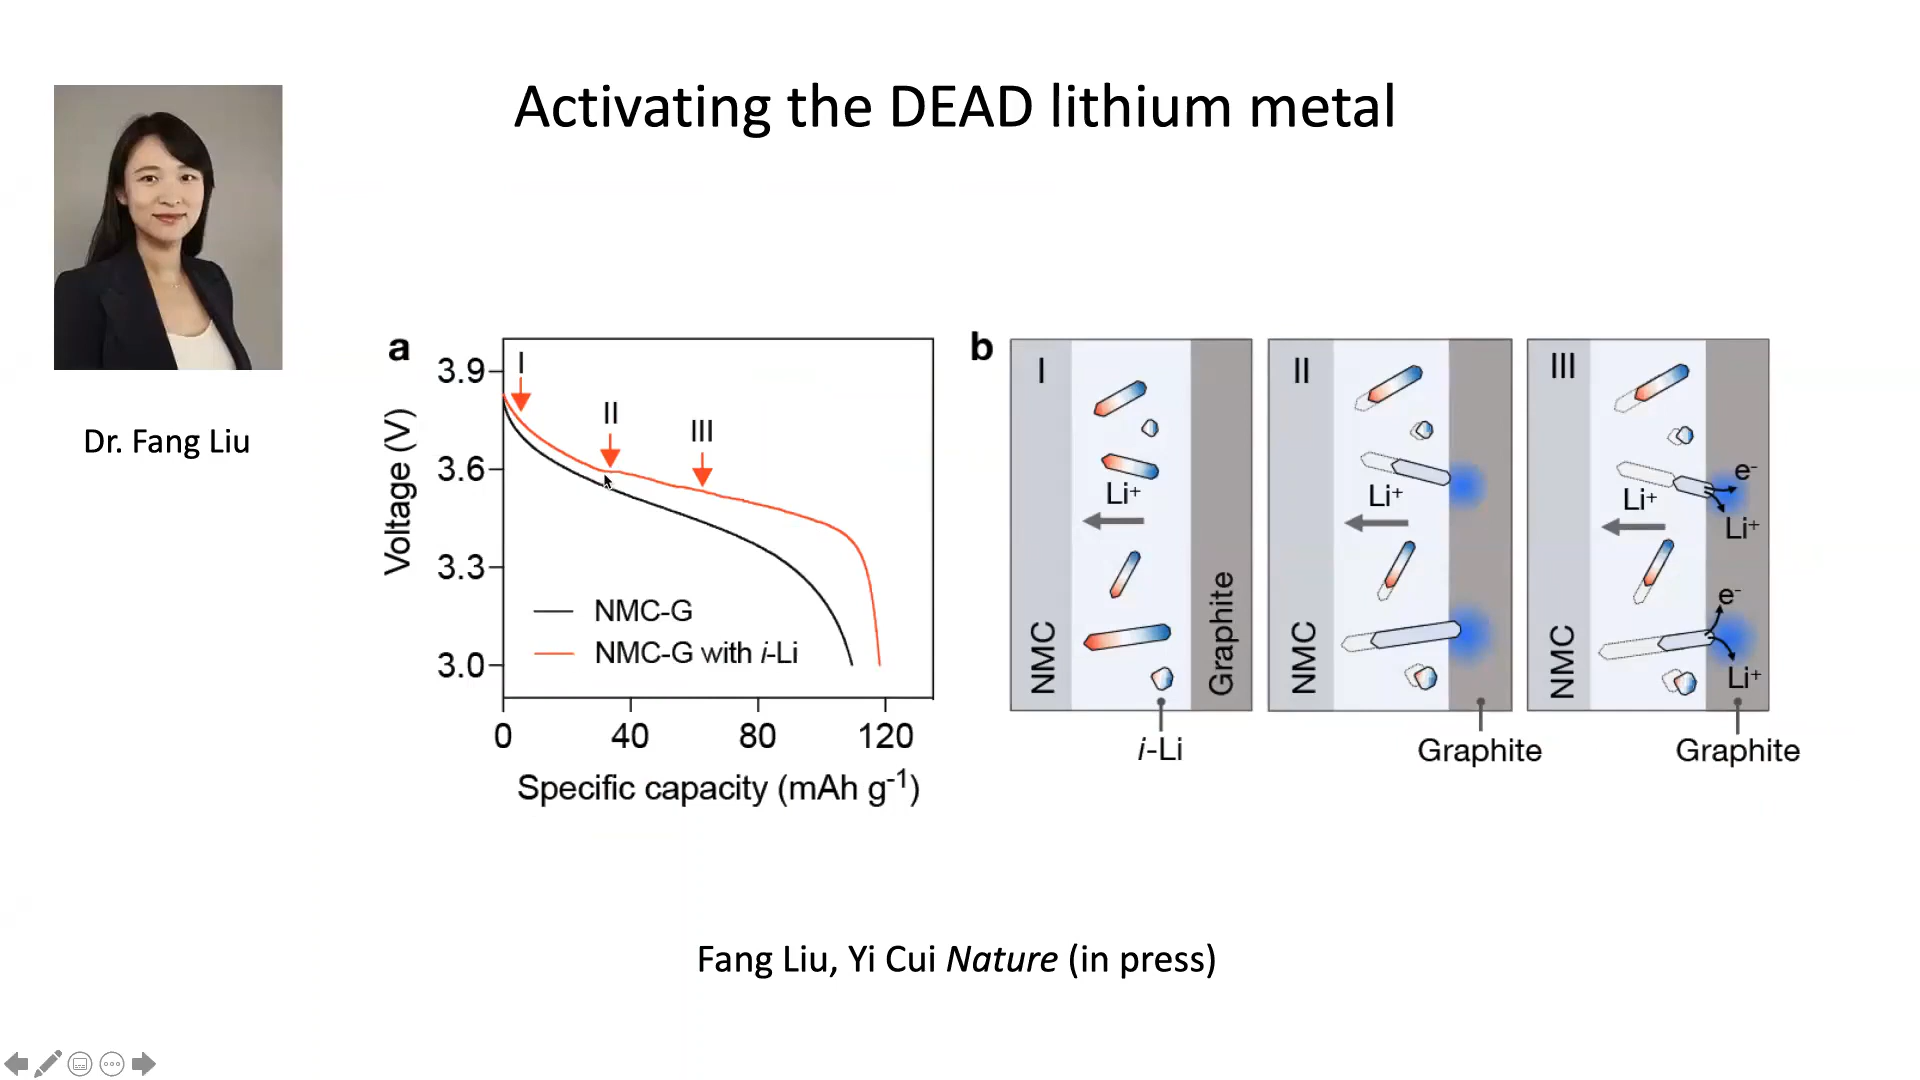 Activating the DEAD lithium metal
Dr. Fang Liu
a
Voltage (V)
3.9
3.6
3.3
3.0
I
II
III
NMC-G
NMC-G with i-Li
0 40 80 120
Specific capacity (mAh g⁻¹)
b
I
Li⁺
NMC
Graphite
i-Li
II
Li⁺
NMC
Graphite
III
e⁻
Li⁺
Li⁺
e⁻
NMC
Li⁺
Graphite
Fang Liu, Yi Cui Nature (in press)